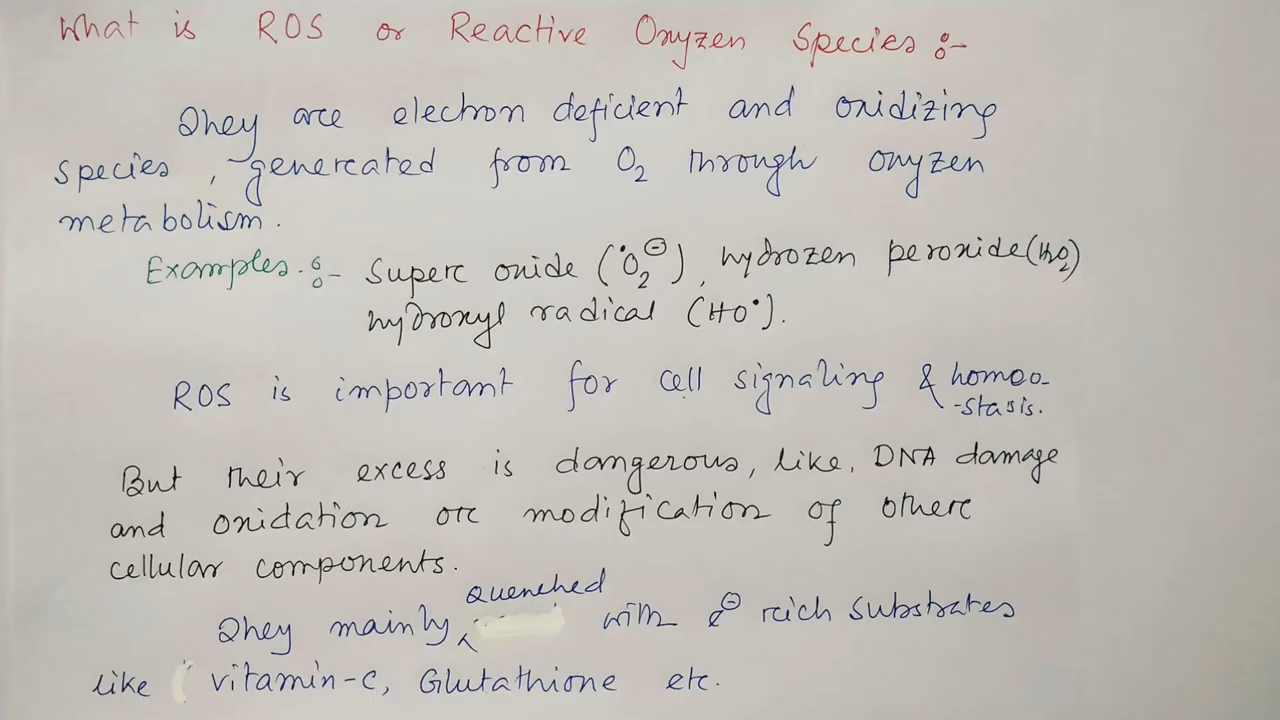 What is ROS or Reactive Oxyzen Species :-
They are electron deficient and oxidizing
species, generated from O₂ through oxyzen
metabolism.
Examples :- Super oxide (•O₂⊖), hydrozen peroxide (H₂O₂)
hydroxyl radical (HO•).
ROS is important for cell signaling & homeo-
-stasis.
But their excess is dangerous, like, DNA damage
and oxidation or modification of other
cellular components.
quenched
They mainly ‸ with e⊖ rich substrates
like vitamin-c, Glutathione etc.